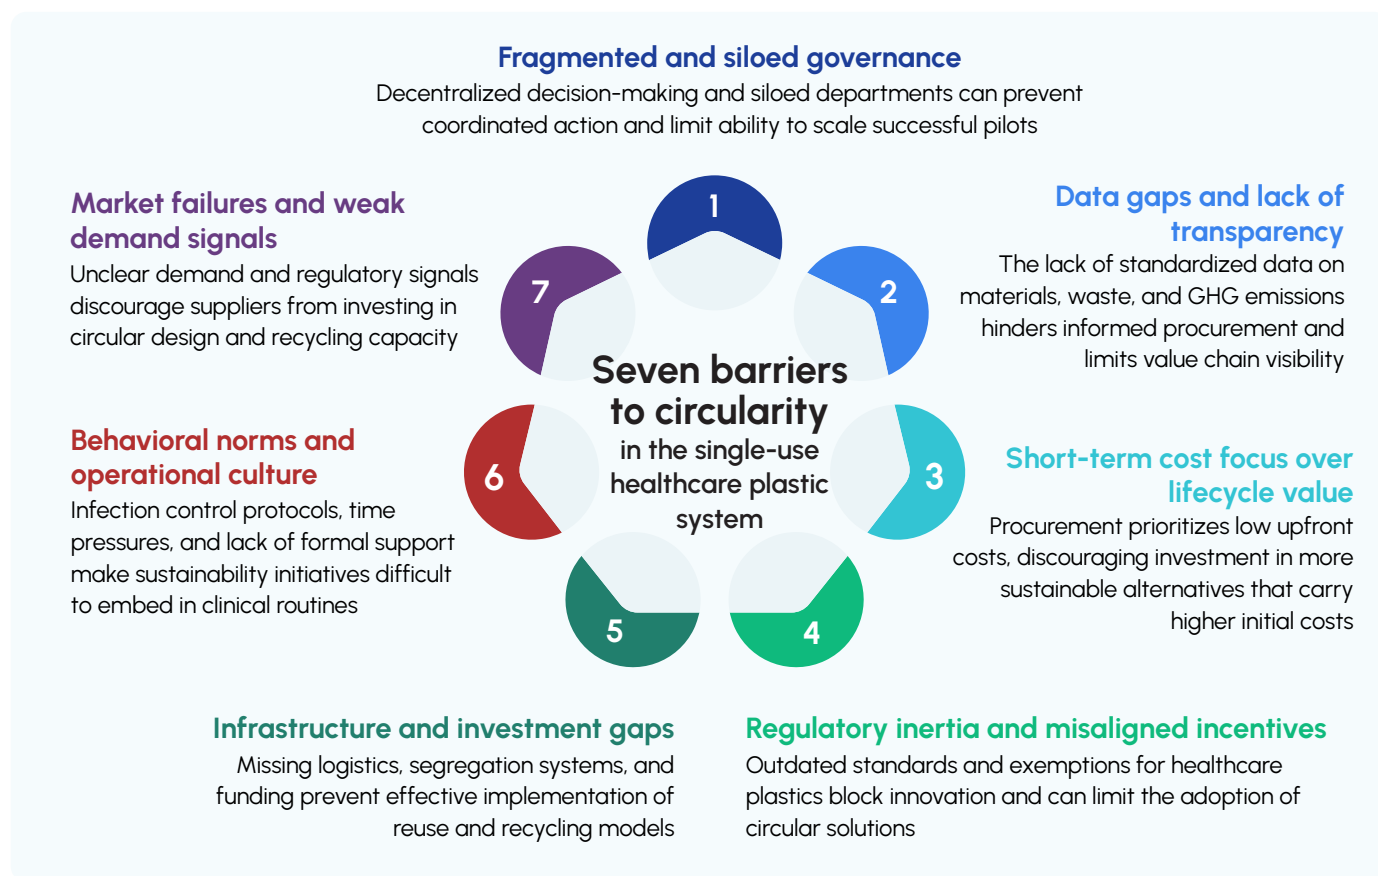 Fragmented and siloed governance
Decentralized decision-making and siloed departments can prevent
coordinated action and limit ability to scale successful pilots
1
Data gaps and lack of
transparency
The lack of standardized data on
materials, waste, and GHG emissions
hinders informed procurement and
limits value chain visibility
2
Short-term cost focus over
lifecycle value
Procurement prioritizes low upfront
costs, discouraging investment in more
sustainable alternatives that carry
higher initial costs
3
Regulatory inertia and misaligned incentives
Outdated standards and exemptions for healthcare
plastics block innovation and can limit the adoption of
circular solutions
4
Infrastructure and investment gaps
Missing logistics, segregation systems, and
funding prevent effective implementation of
reuse and recycling models
5
Behavioral norms and
operational culture
Infection control protocols, time
pressures, and lack of formal support
make sustainability initiatives difficult
to embed in clinical routines
6
Market failures and weak
demand signals
Unclear demand and regulatory signals
discourage suppliers from investing in
circular design and recycling capacity
7
Seven barriers
to circularity
in the single-use
healthcare plastic
system